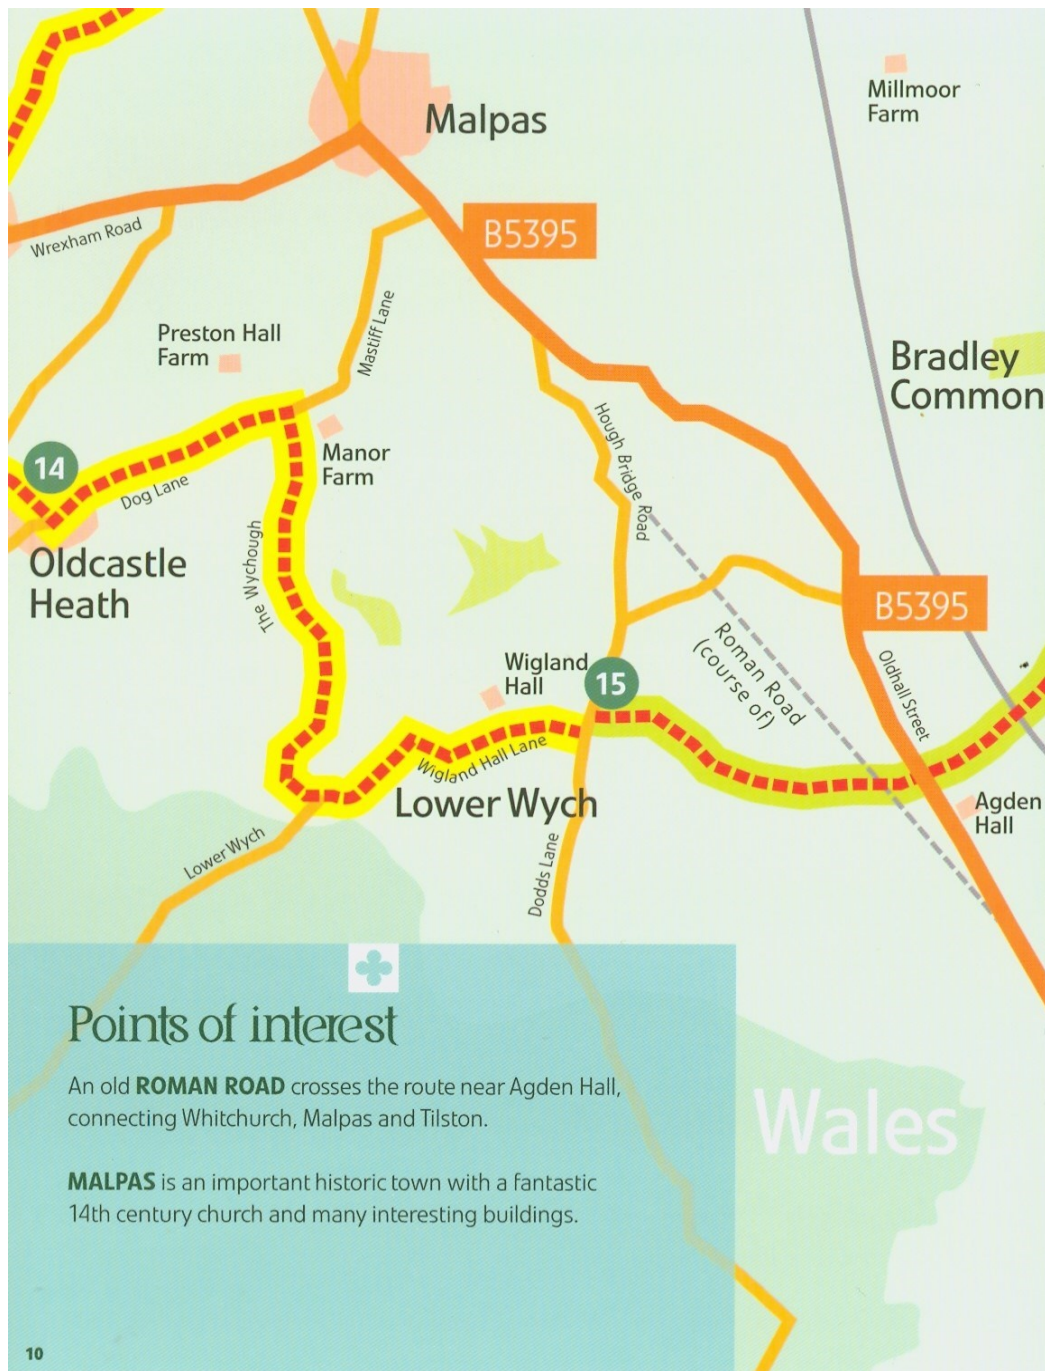 Malpas
Millmoor
Farm
B5395
Wrexham Road
Mastiff Lane
Preston Hall
Farm
Bradley
Common
Hough Bridge Road
14
Manor
Farm
Dog Lane
Oldcastle
Heath
The Wychough
B5395
Roman Road
(course of)
Oldhall Street
Wigland
Hall
15
Wigland Hall Lane
Lower Wych
Agden
Hall
Lower Wych
Dodds Lane
Points of interest
An old ROMAN ROAD crosses the route near Agden Hall,
connecting Whitchurch, Malpas and Tilston.
Wales
MALPAS is an important historic town with a fantastic
14th century church and many interesting buildings.
10